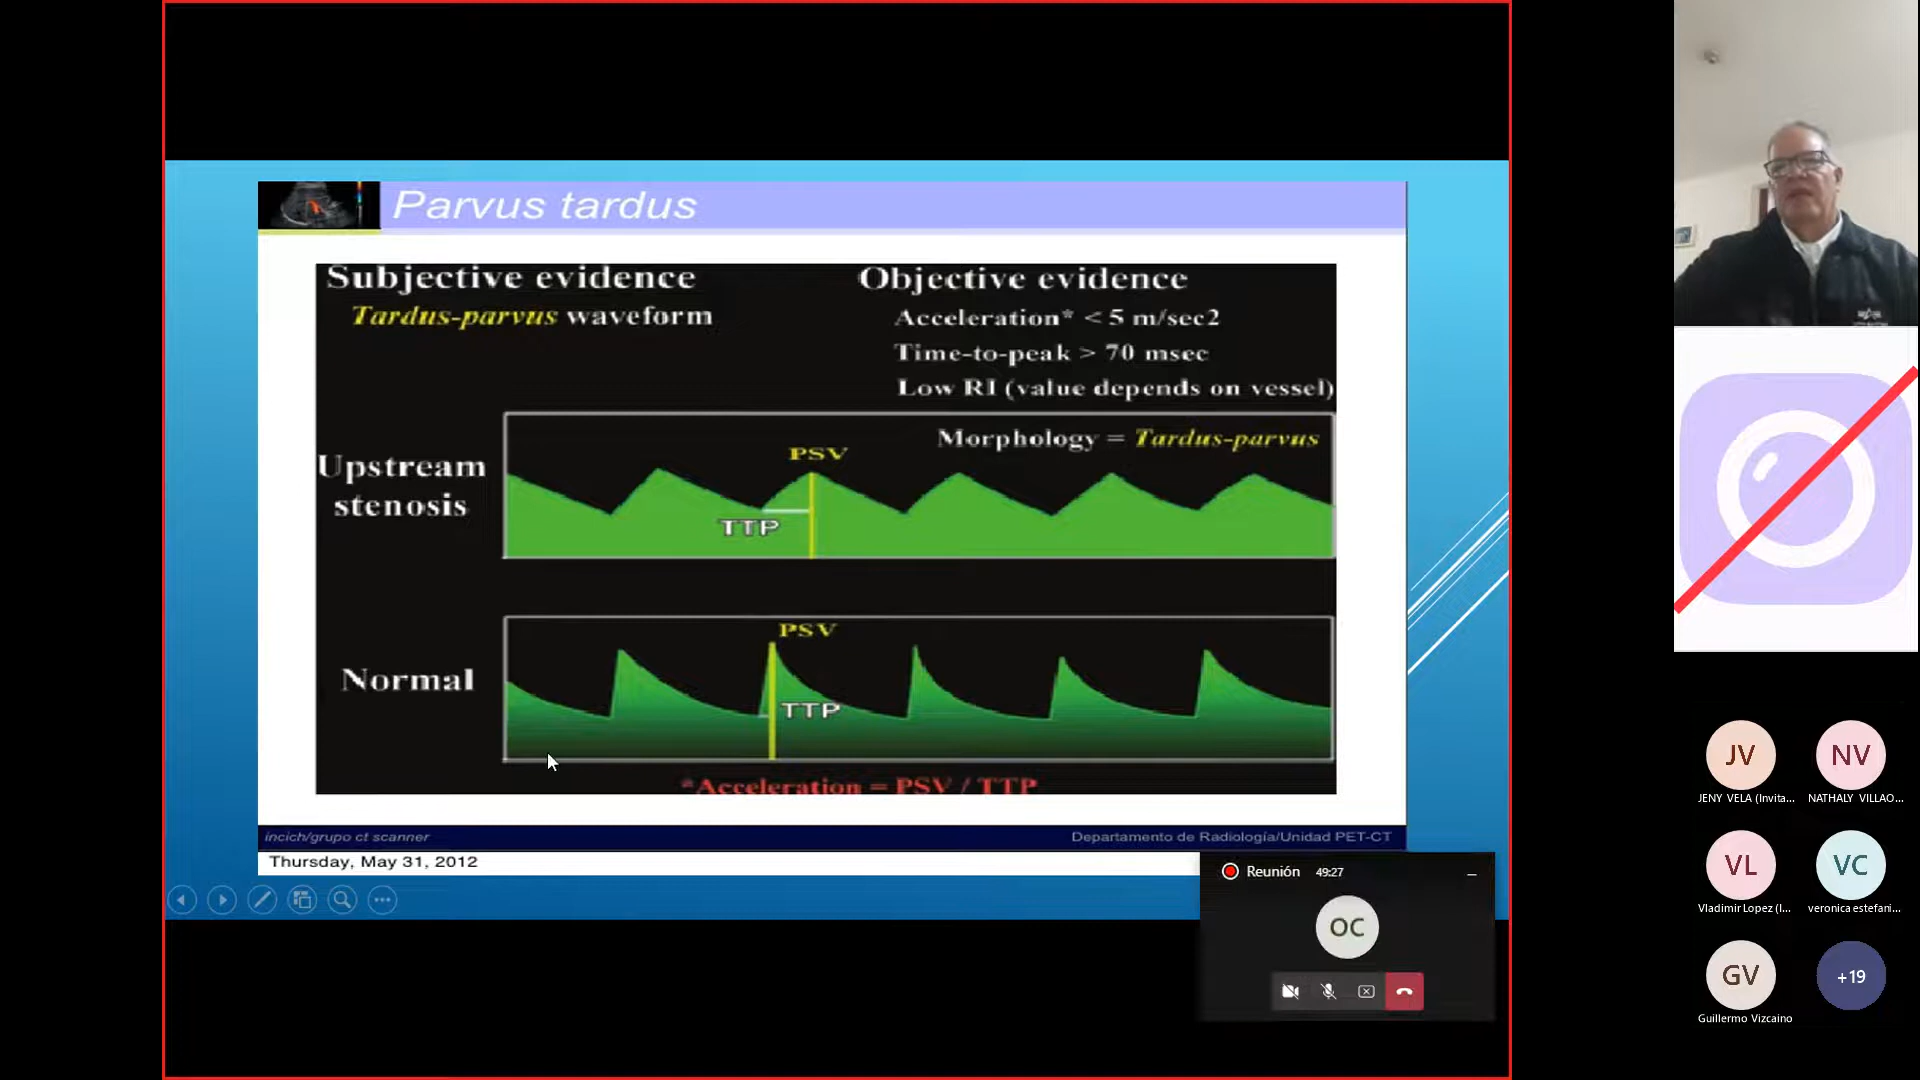 Parvus tardus
Subjective evidence
Tardus-parvus waveform
Objective evidence
Acceleration* < 5 m/sec2
Time-to-peak > 70 msec
Low RI (value depends on vessel)
Morphology = Tardus-parvus
PSV
Upstream
stenosis
TTP
PSV
Normal
TTP
*Acceleration = PSV / TTP
incich/grupo ct scanner
Departamento de Radiología/Unidad PET-CT
Thursday, May 31, 2012
Reunión 49:27
OC
JV
JENY VELA (Invita...
NV
NATHALY VILLAO...
VL
Vladimir Lopez (I...
VC
veronica estefani...
GV
Guillermo Vizcaino
+19